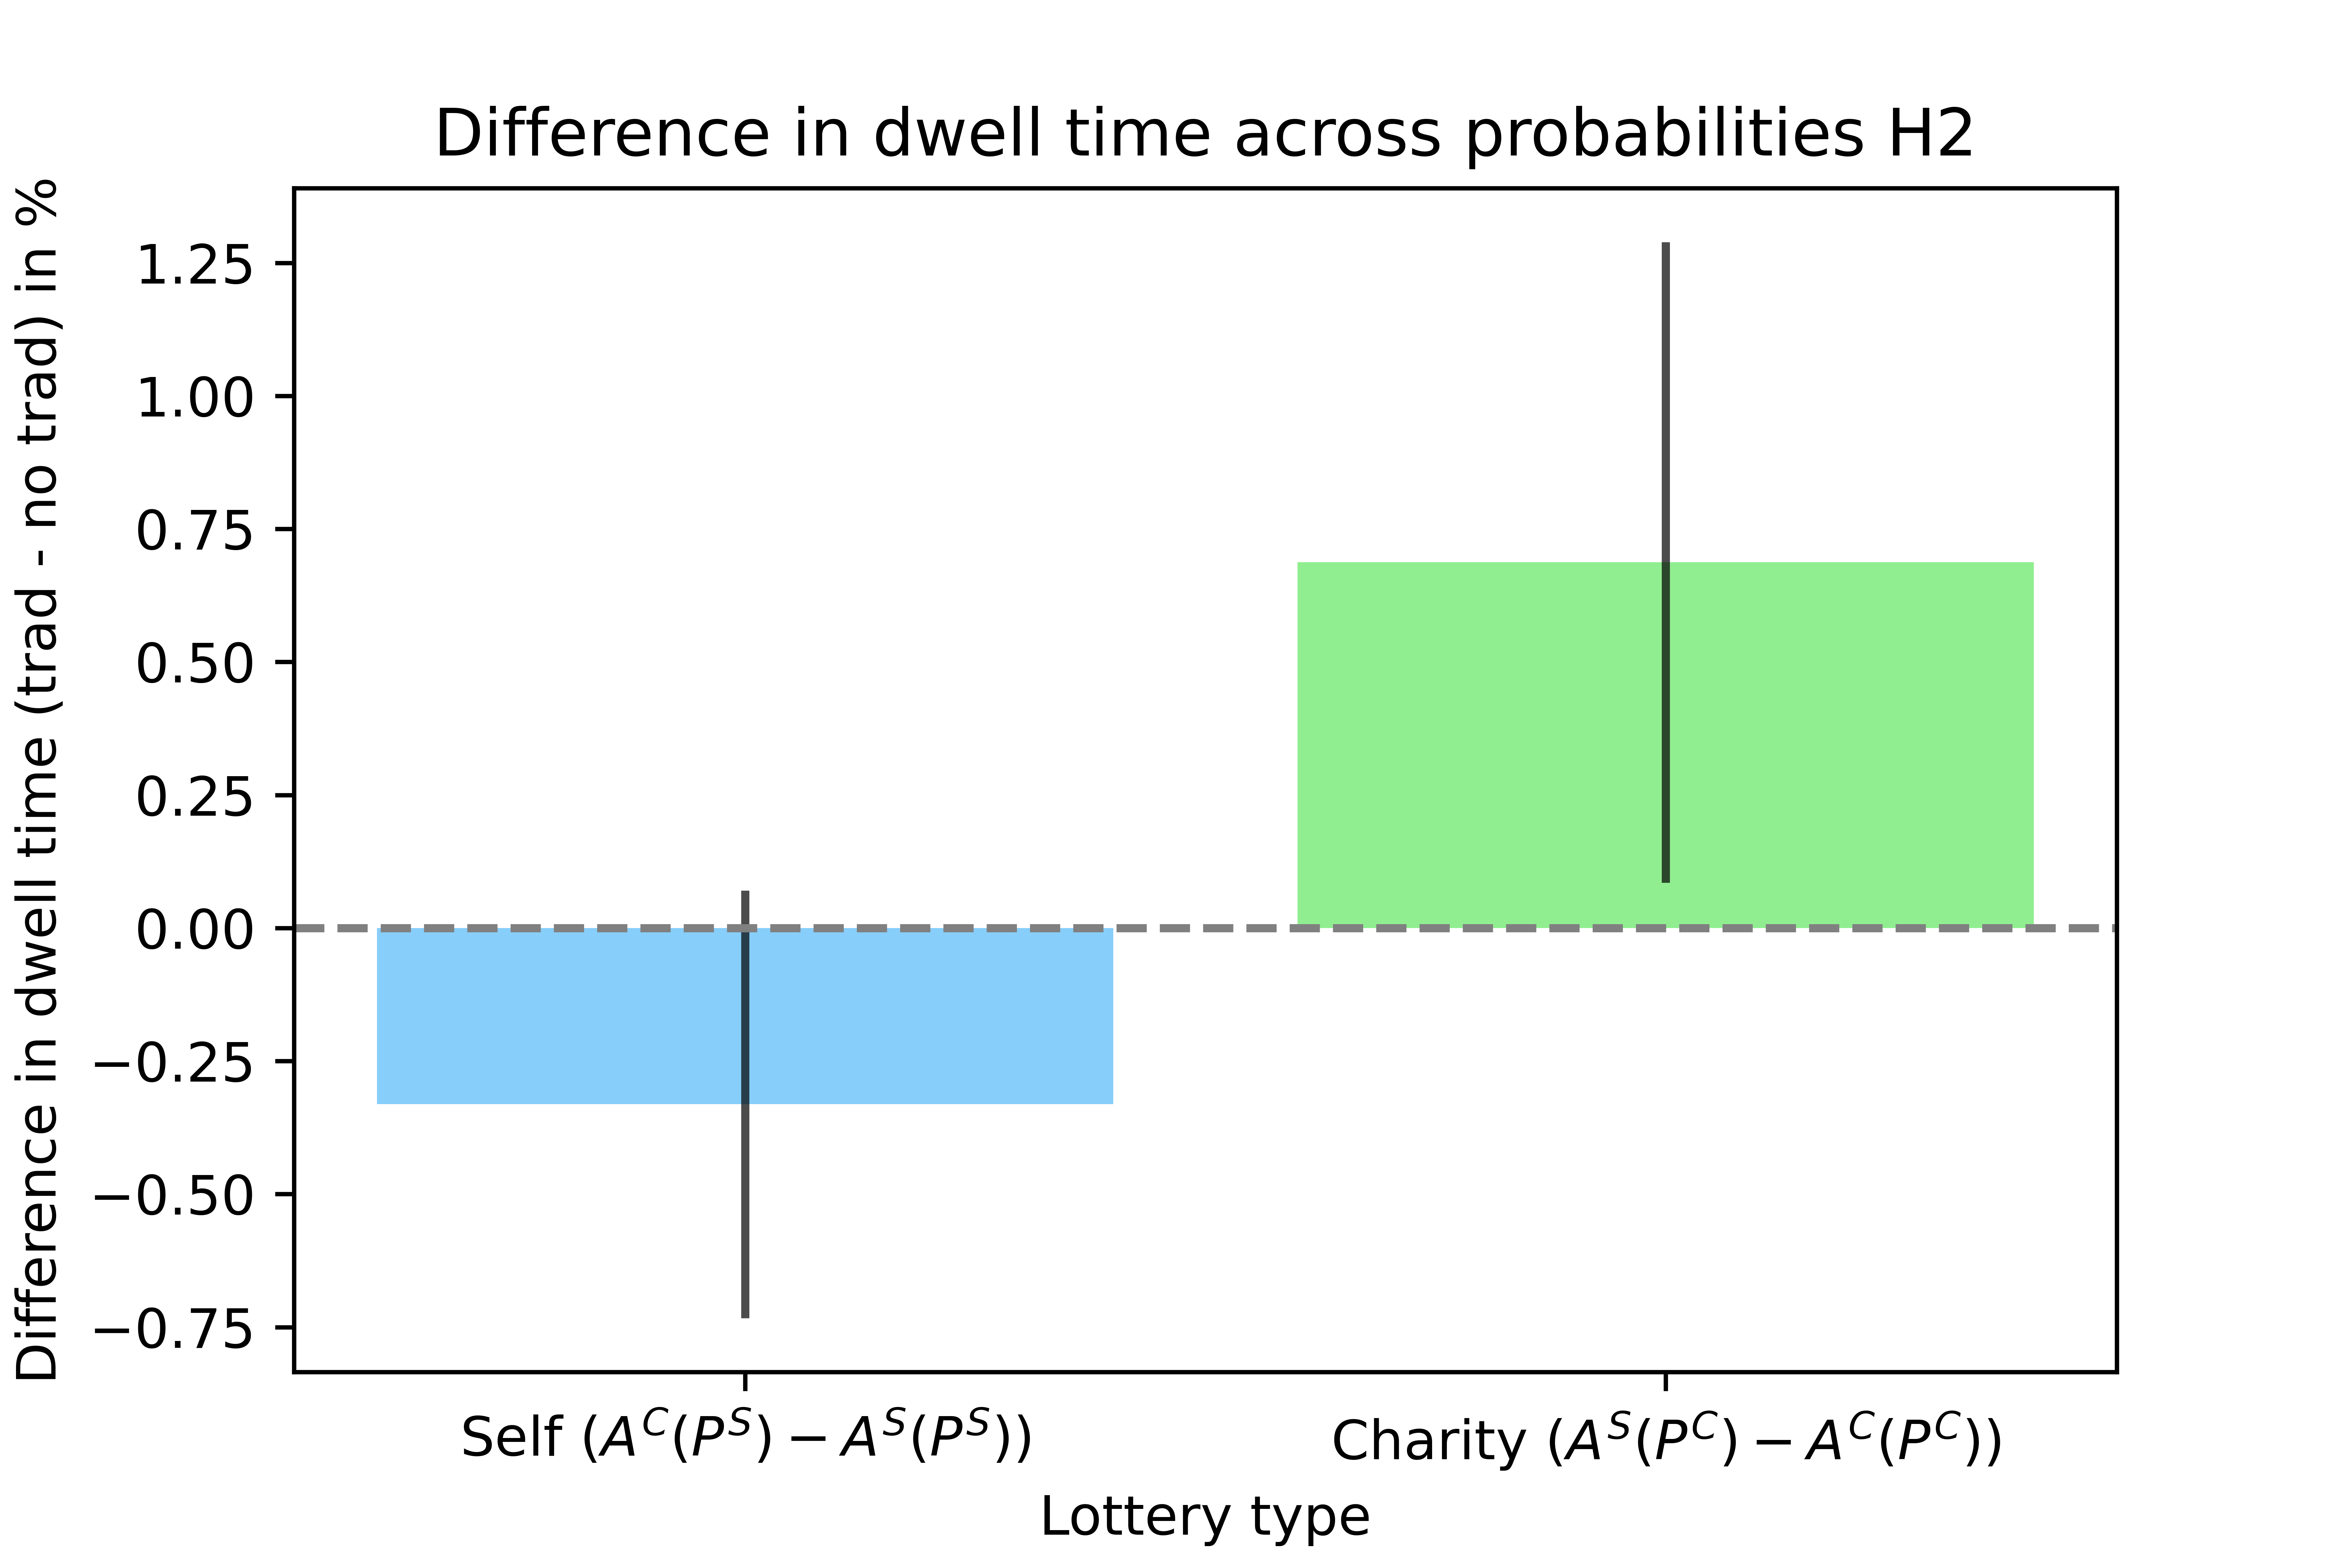 Difference in dwell time across probabilities H2
Difference in dwell time (trad - no trad) in %
1.25
1.00
0.75
0.50
0.25
0.00
−0.25
−0.50
−0.75
Self (A^C(P^S) − A^S(P^S))
Charity (A^S(P^C) − A^C(P^C))
Lottery type